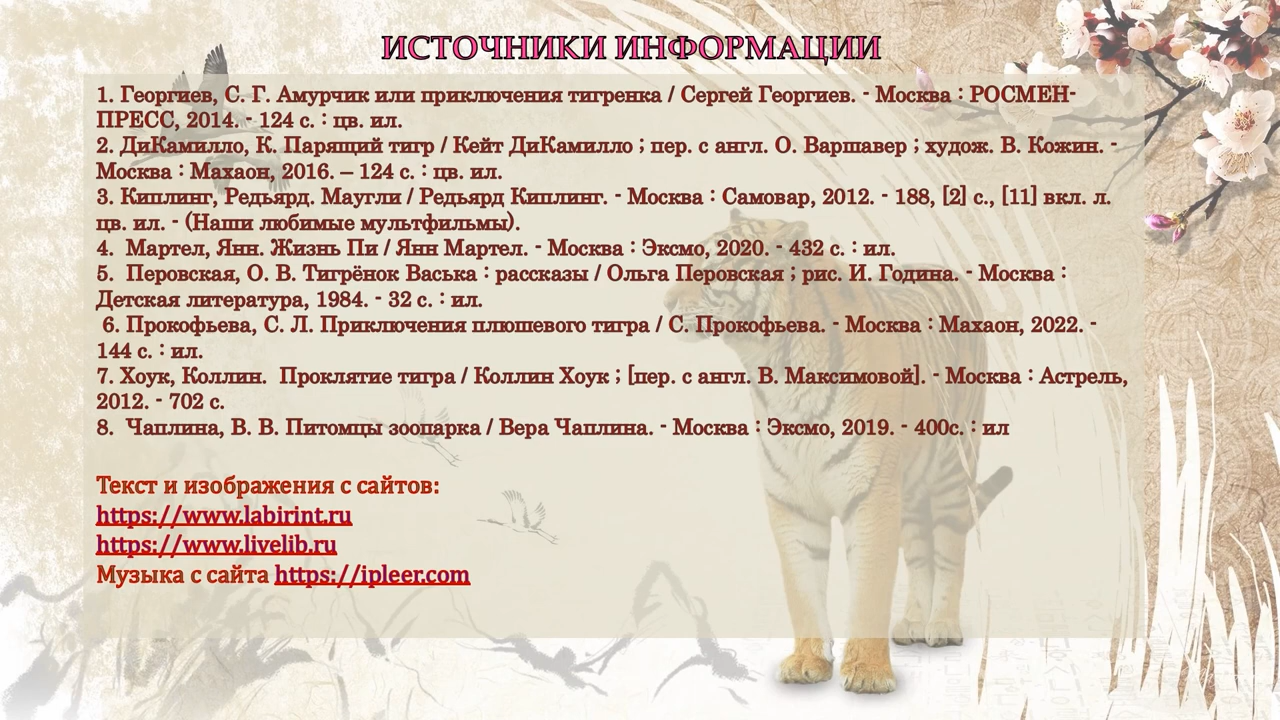 ИСТОЧНИКИ ИНФОРМАЦИИ
1. Георгиев, С. Г. Амурчик или приключения тигренка / Сергей Георгиев. - Москва : РОСМЕН-
ПРЕСС, 2014. - 124 с. : цв. ил.
2. ДиКамилло, К. Парящий тигр / Кейт ДиКамилло ; пер. с англ. О. Варшавер ; худож. В. Кожин. -
Москва : Махаон, 2016. – 124 с. : цв. ил.
3. Киплинг, Редьярд. Маугли / Редьярд Киплинг. - Москва : Самовар, 2012. - 188, [2] с., [11] вкл. л.
цв. ил. - (Наши любимые мультфильмы).
4. Мартел, Янн. Жизнь Пи / Янн Мартел. - Москва : Эксмо, 2020. - 432 с. : ил.
5. Перовская, О. В. Тигрёнок Васька : рассказы / Ольга Перовская ; рис. И. Година. - Москва :
Детская литература, 1984. - 32 с. : ил.
6. Прокофьева, С. Л. Приключения плюшевого тигра / С. Прокофьева. - Москва : Махаон, 2022. -
144 с. : ил.
7. Хоук, Коллин. Проклятие тигра / Коллин Хоук ; [пер. с англ. В. Максимовой]. - Москва : Астрель,
2012. - 702 с.
8. Чаплина, В. В. Питомцы зоопарка / Вера Чаплина. - Москва : Эксмо, 2019. - 400с. : ил
Текст и изображения с сайтов:
https://www.labirint.ru
https://www.livelib.ru
Музыка с сайта https://ipleer.com